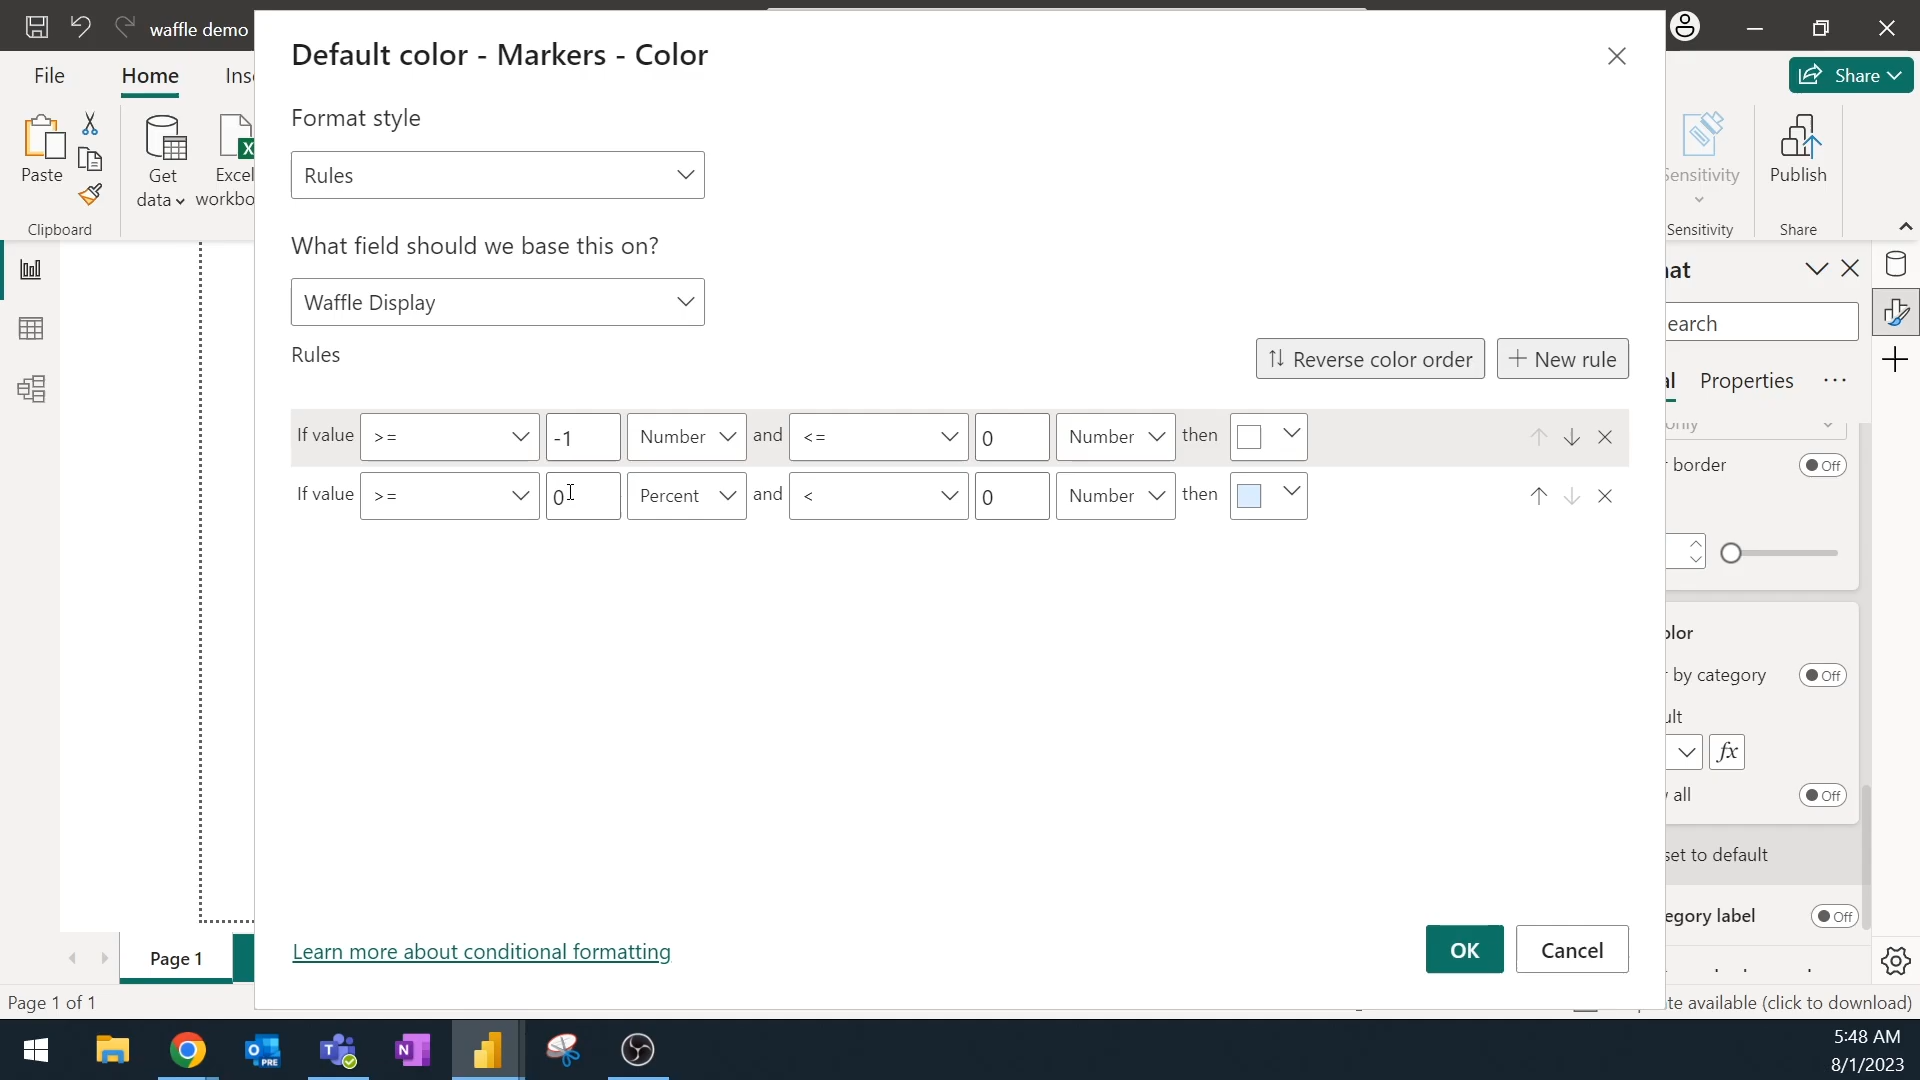 waffle demo
File
Home
Ins
Share
Paste
Get
data
Excel
workbo
Sensitivity
Publish
Clipboard
Sensitivity
Share
Default color - Markers - Color
Format style
Rules
What field should we base this on?
Waffle Display
Rules
Reverse color order
New rule
If value >= -1 Number and <= 0 Number then
If value >= 0 Percent and < 0 Number then
Learn more about conditional formatting
OK
Cancel
at
earch
al
Properties
...
only
r border
Off
olor
r by category
Off
ult
fx
w all
Off
set to default
egory label
Off
Page 1
Page 1 of 1
te available (click to download)
PRE
N
5:48 AM
8/1/2023